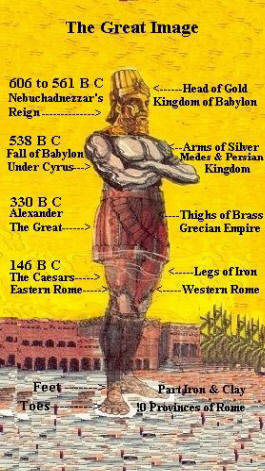 The Great Image
606 to 561 B C
Nebuchadnezzar's
Reign
Head of Gold
Kingdom of Babylon
538 B C
Fall of Babylon
Under Cyrus
Arms of Silver
Medes & Persian
Kingdom
330 B C
Alexander
The Great
Thighs of Brass
Grecian Empire
146 B C
The Caesars
Eastern Rome
Legs of Iron
Western Rome
Feet
Part Iron & Clay
Toes
10 Provinces of Rome